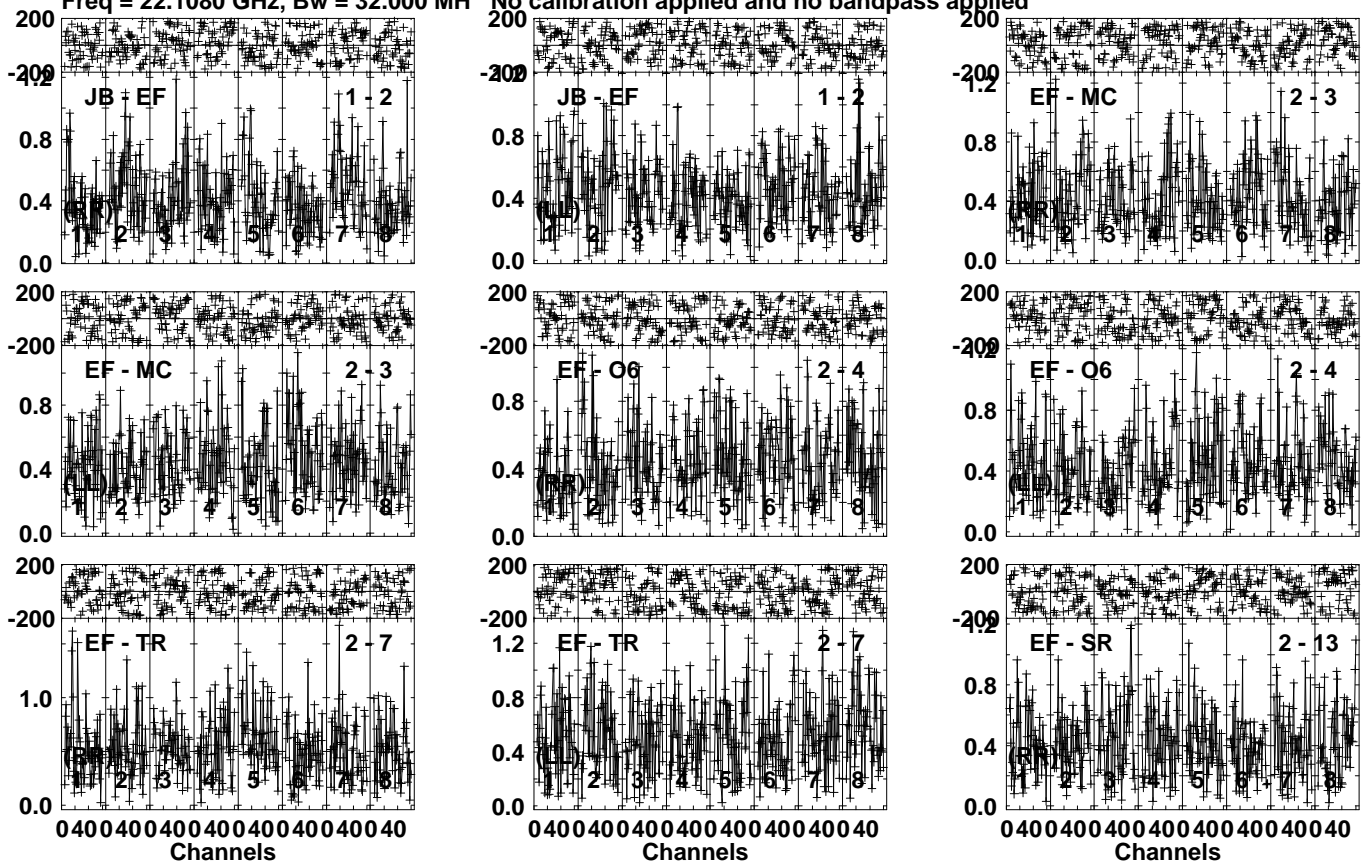 Freq = 22.1080 GHz, Bw = 32.000 MH No calibration applied and no bandpass applied
200 200 200
-200 -200 -200
1.2 1.2 1.2
JB - EF 1 - 2 JB - EF 1 - 2 EF - MC 2 - 3
0.8 0.8 0.8
0.4 0.4 0.4
(RR) (LL) (RR)
1 2 3 4 5 6 7 8 1 2 3 4 5 6 7 8 1 2 3 4 5 6 7 8
0.0 0.0 0.0
200 200 200
-200 -200 -200
1.2
EF - MC 2 - 3 EF - O6 2 - 4 EF - O6 2 - 4
0.8 0.8 0.8
0.4 0.4 0.4
(LL) (RR) (LL)
1 2 3 4 5 6 7 8 1 2 3 4 5 6 7 8 1 2 3 4 5 6 7 8
0.0 0.0 0.0
200 200 200
-200 -200 -200
1.2
EF - TR 2 - 7 EF - TR 2 - 7 EF - SR 2 - 13
1.2
1.0 0.8 0.8
0.4 0.4
(RR) (LL) (RR)
1 2 3 4 5 6 7 8 1 2 3 4 5 6 7 8 1 2 3 4 5 6 7 8
0.0 0.0 0.0
0 40 0 40 0 40 0 40 0 40 0 40 0 40 0 40 0 40 0 40 0 40 0 40 0 40 0 40 0 40 0 40 0 40 0 40 0 40 0 40 0 40 0 40 0 40 0 40
Channels Channels Channels